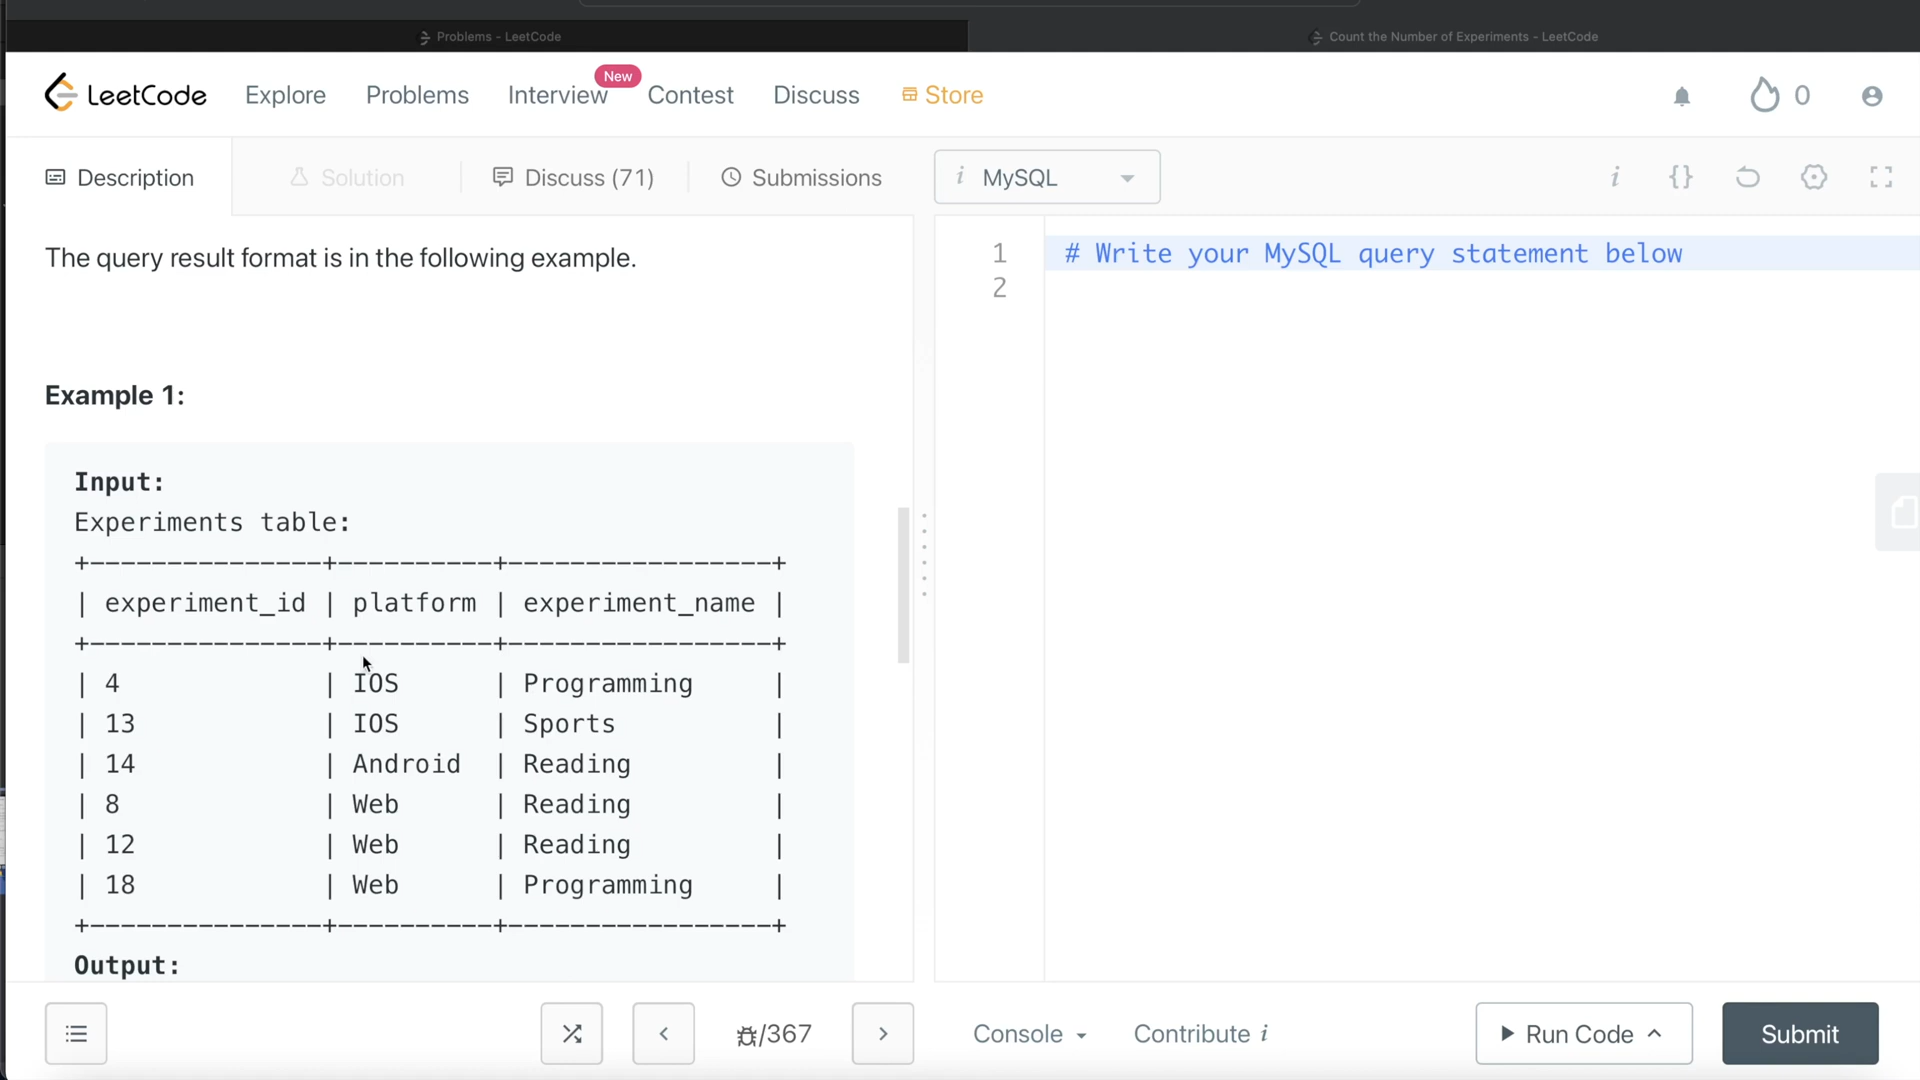 Problems - LeetCode
Count the Number of Experiments - LeetCode
LeetCode
Explore
Problems
Interview
New
Contest
Discuss
Store
0
Description
Solution
Discuss (71)
Submissions
i MySQL
i
{}
The query result format is in the following example.
Example 1:
Input:
Experiments table:
+---------------+----------+-----------------+
| experiment_id | platform | experiment_name |
+---------------+----------+-----------------+
| 4             | IOS      | Programming     |
| 13            | IOS      | Sports          |
| 14            | Android  | Reading         |
| 8             | Web      | Reading         |
| 12            | Web      | Reading         |
| 18            | Web      | Programming     |
+---------------+----------+-----------------+
Output:
1 # Write your MySQL query statement below
2
/367
Console
Contribute i
Run Code
Submit